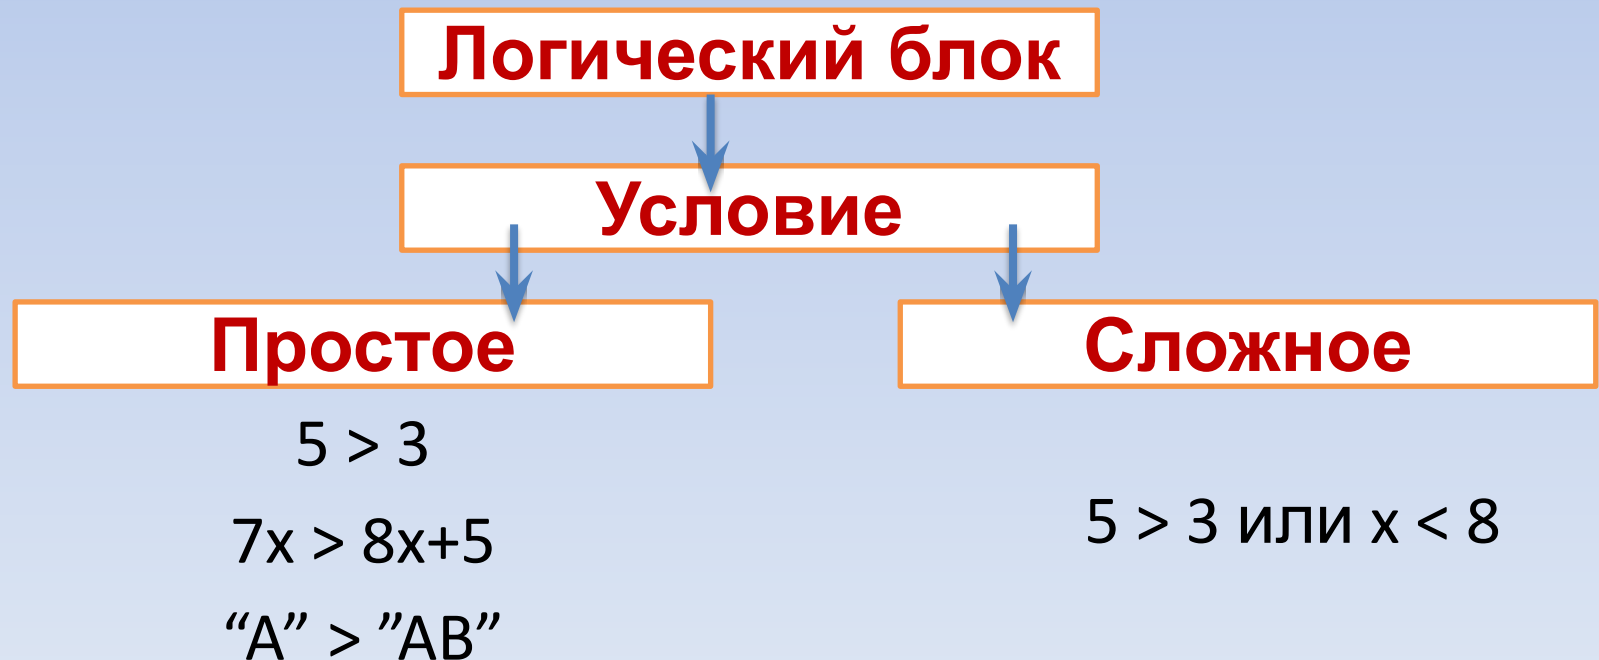 Логический блок
Условие
Простое
Сложное
5 > 3
7x > 8x+5
“A” > ”AB”
5 > 3 или x < 8